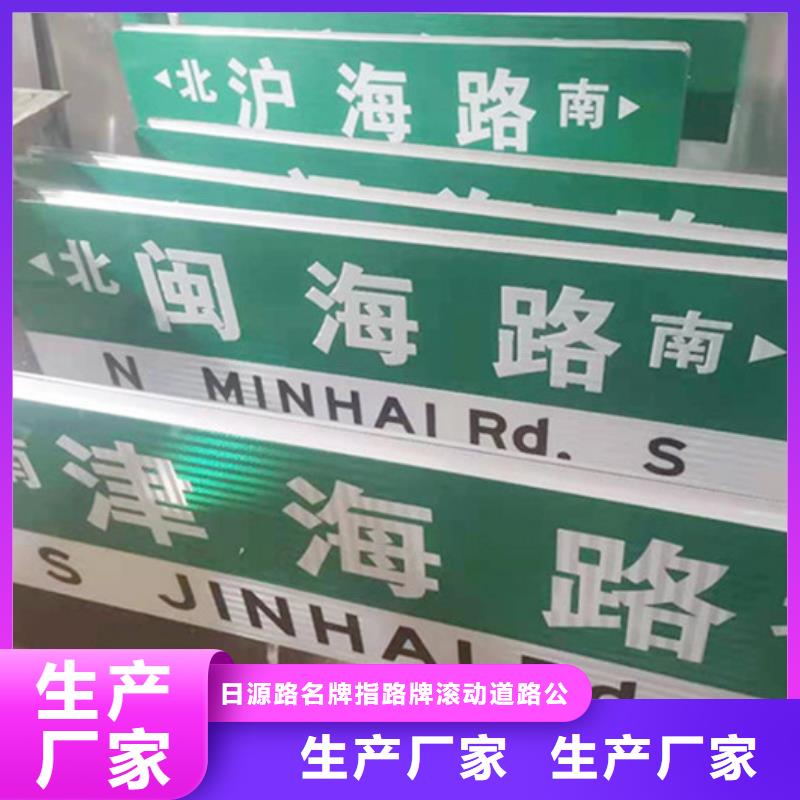 北 沪海路 南
北 闽海路 南
N MINHAI Rd. S
南 津海路
S JINHAI Rd
生产
厂家
日源路名牌指路牌滚动道路公
生产厂家 生产厂家